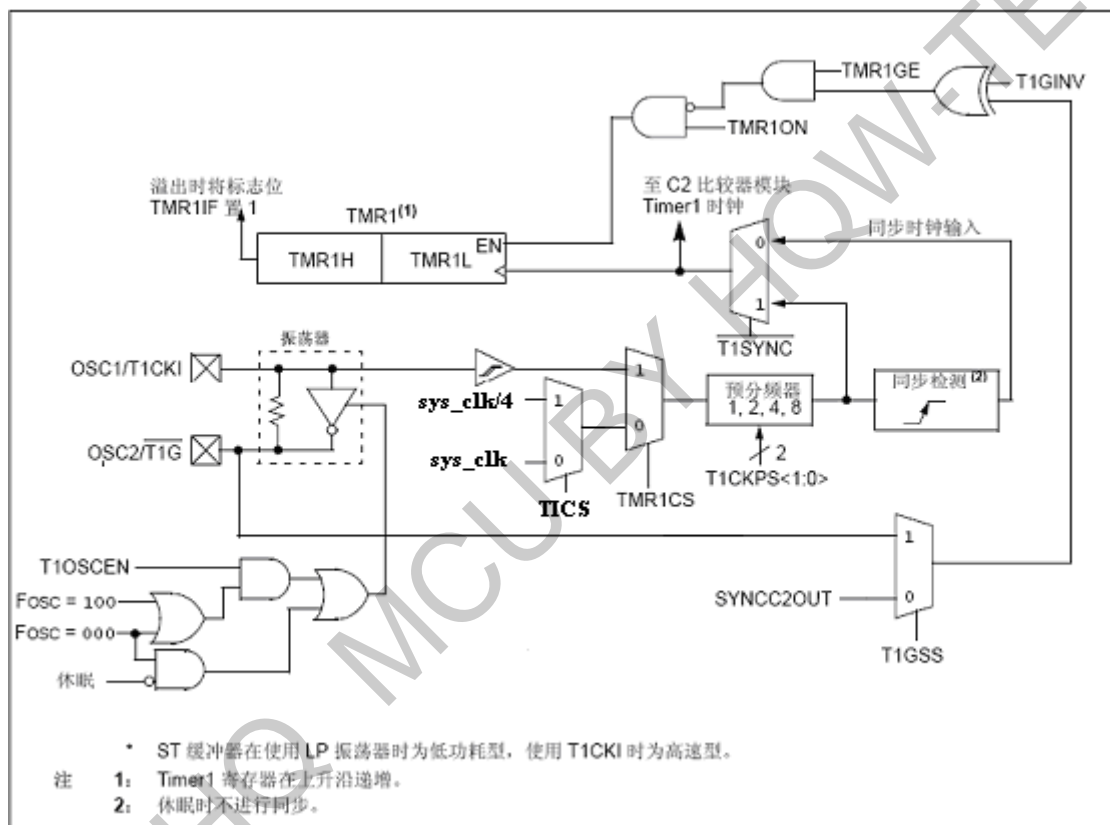 TMR1GE
T1GINV
TMR1ON
溢出时将标志位
TMR1IF 置 1
至 C2 比较器模块
Timer1 时钟
TMR1(1)
EN
TMR1H
TMR1L
0
同步时钟输入
1
T1SYNC
振荡器
OSC1/T1CKI
OSC2/T1G
sys_clk/4
1
sys_clk
0
TICS
1
0
TMR1CS
预分频器
1, 2, 4, 8
2
T1CKPS<1:0>
同步检测 (2)
1
SYNCC2OUT
0
T1GSS
T1OSCEN
FOSC = 100
FOSC = 000
休眠
* ST 缓冲器在使用 LP 振荡器时为低功耗型，使用 T1CKI 时为高速型。
注 1: Timer1 寄存器在上升沿递增。
2: 休眠时不进行同步。
HQ MCU BY HQW-TE